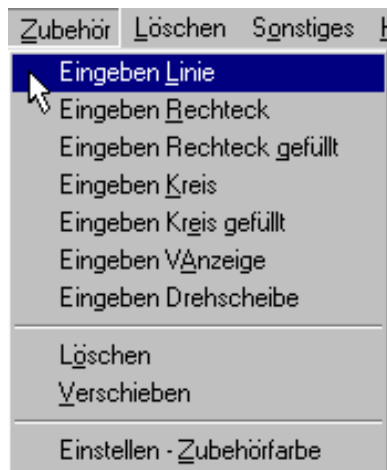 Zubehör Löschen Sonstiges
Eingeben Linie
Eingeben Rechteck
Eingeben Rechteck gefüllt
Eingeben Kreis
Eingeben Kreis gefüllt
Eingeben VAnzeige
Eingeben Drehscheibe
Löschen
Verschieben
Einstellen - Zubehörfarbe